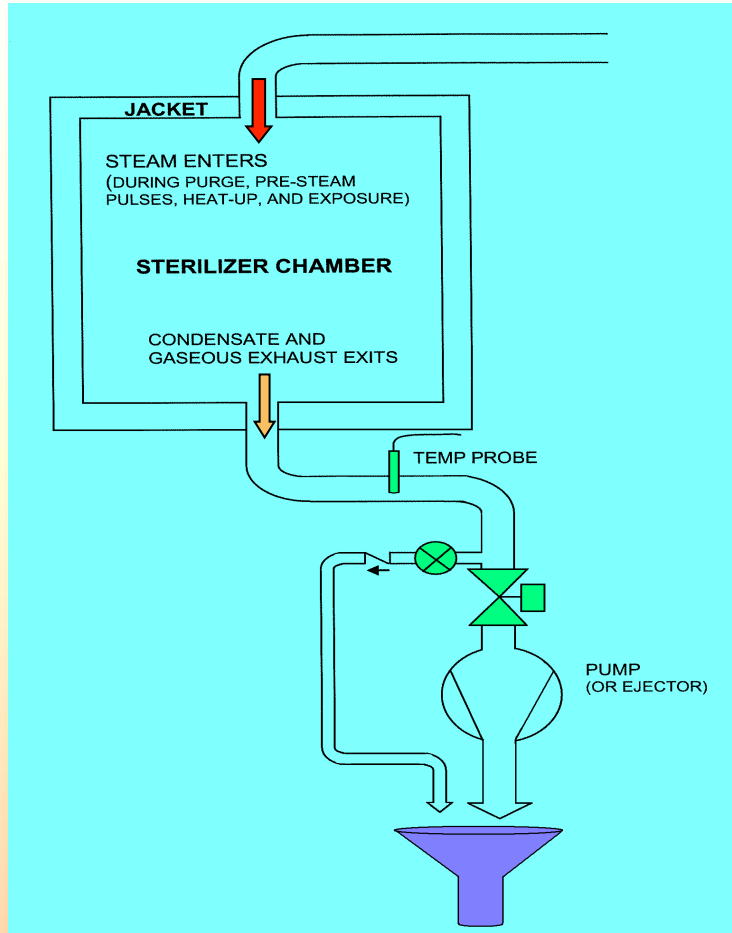 JACKET
STEAM ENTERS
(DURING PURGE, PRE-STEAM
PULSES, HEAT-UP, AND EXPOSURE)
STERILIZER CHAMBER
CONDENSATE AND
GASEOUS EXHAUST EXITS
TEMP PROBE
PUMP
(OR EJECTOR)